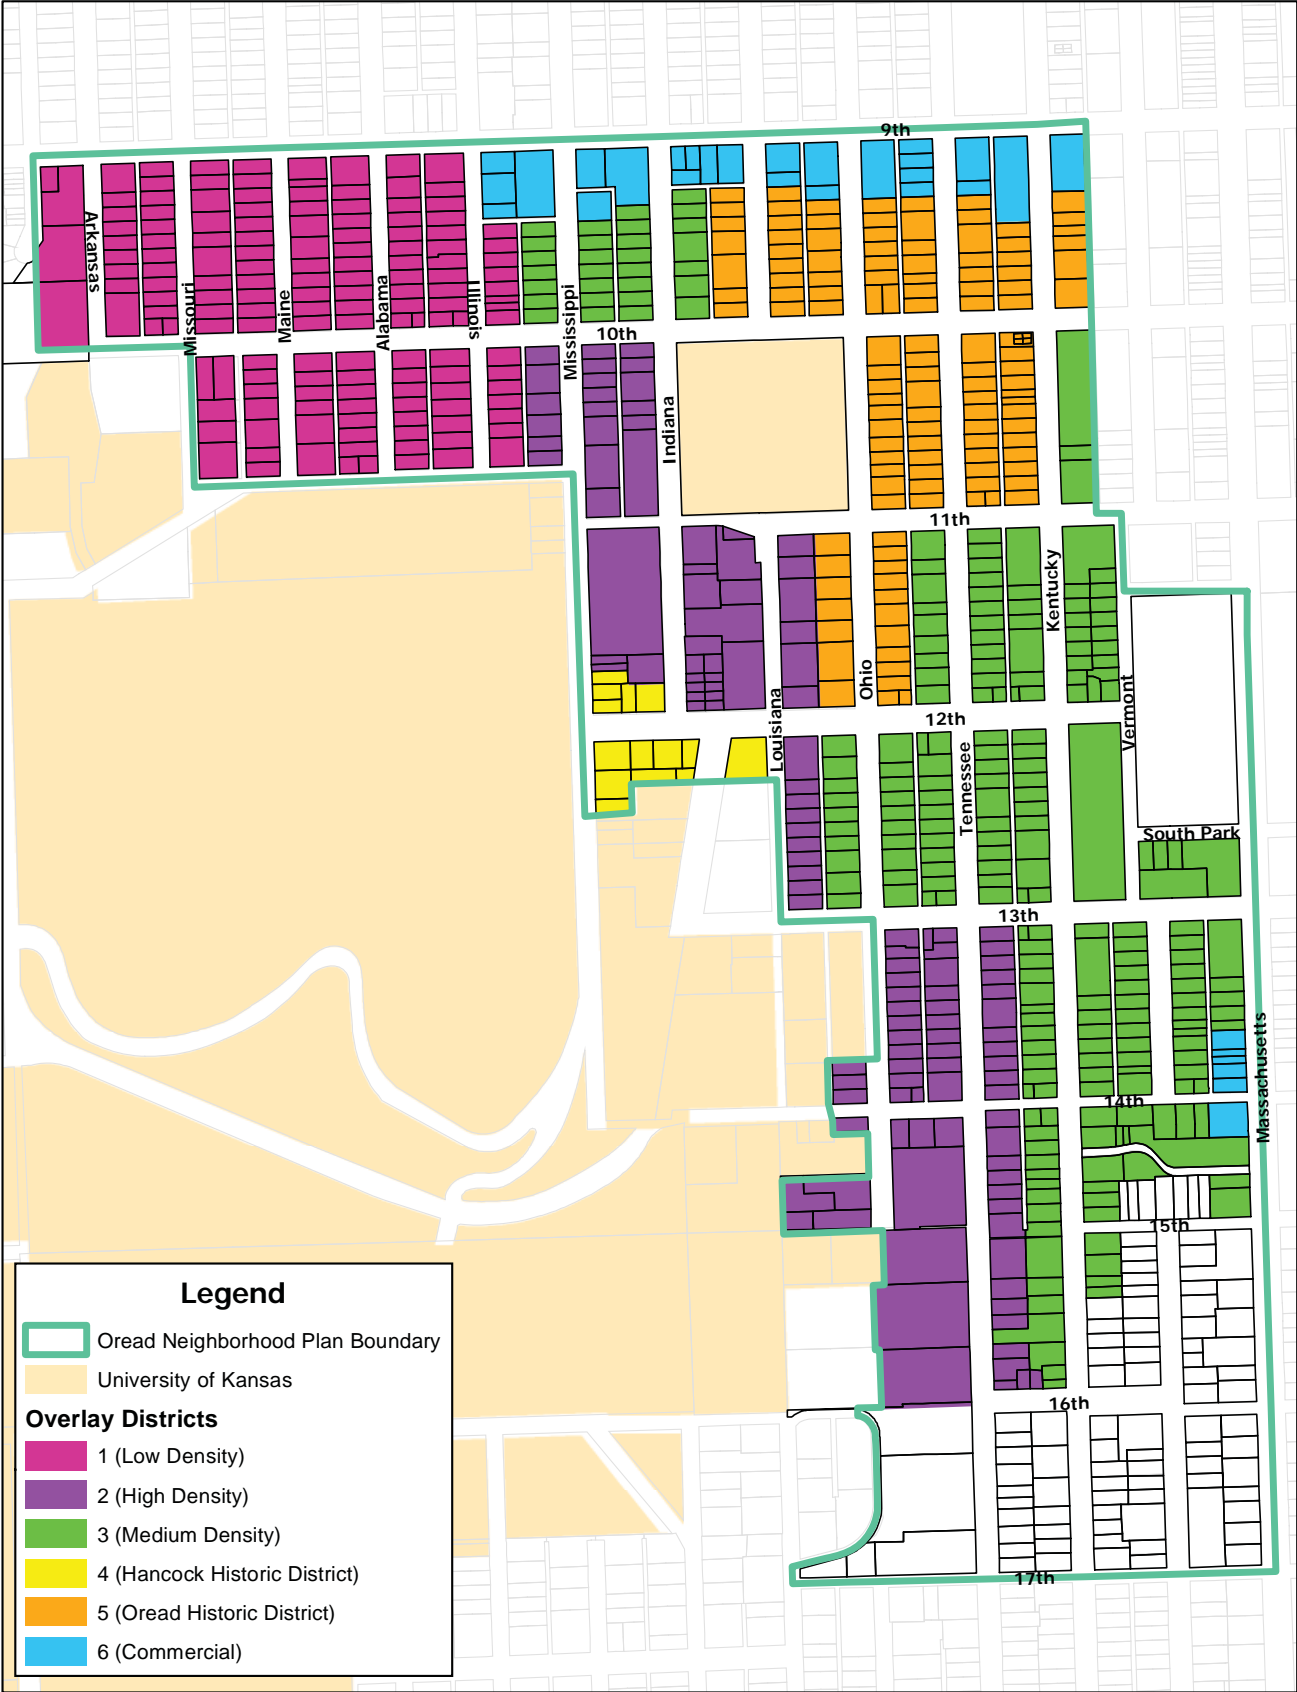 9th
Arkansas
Missouri
Maine
Alabama
Illinois
Mississippi
10th
Indiana
11th
Kentucky
Ohio
Louisiana
12th
Vermont
Tennessee
South Park
13th
Massachusetts
14th
15th
16th
17th
Legend
Oread Neighborhood Plan Boundary
University of Kansas
Overlay Districts
1 (Low Density)
2 (High Density)
3 (Medium Density)
4 (Hancock Historic District)
5 (Oread Historic District)
6 (Commercial)